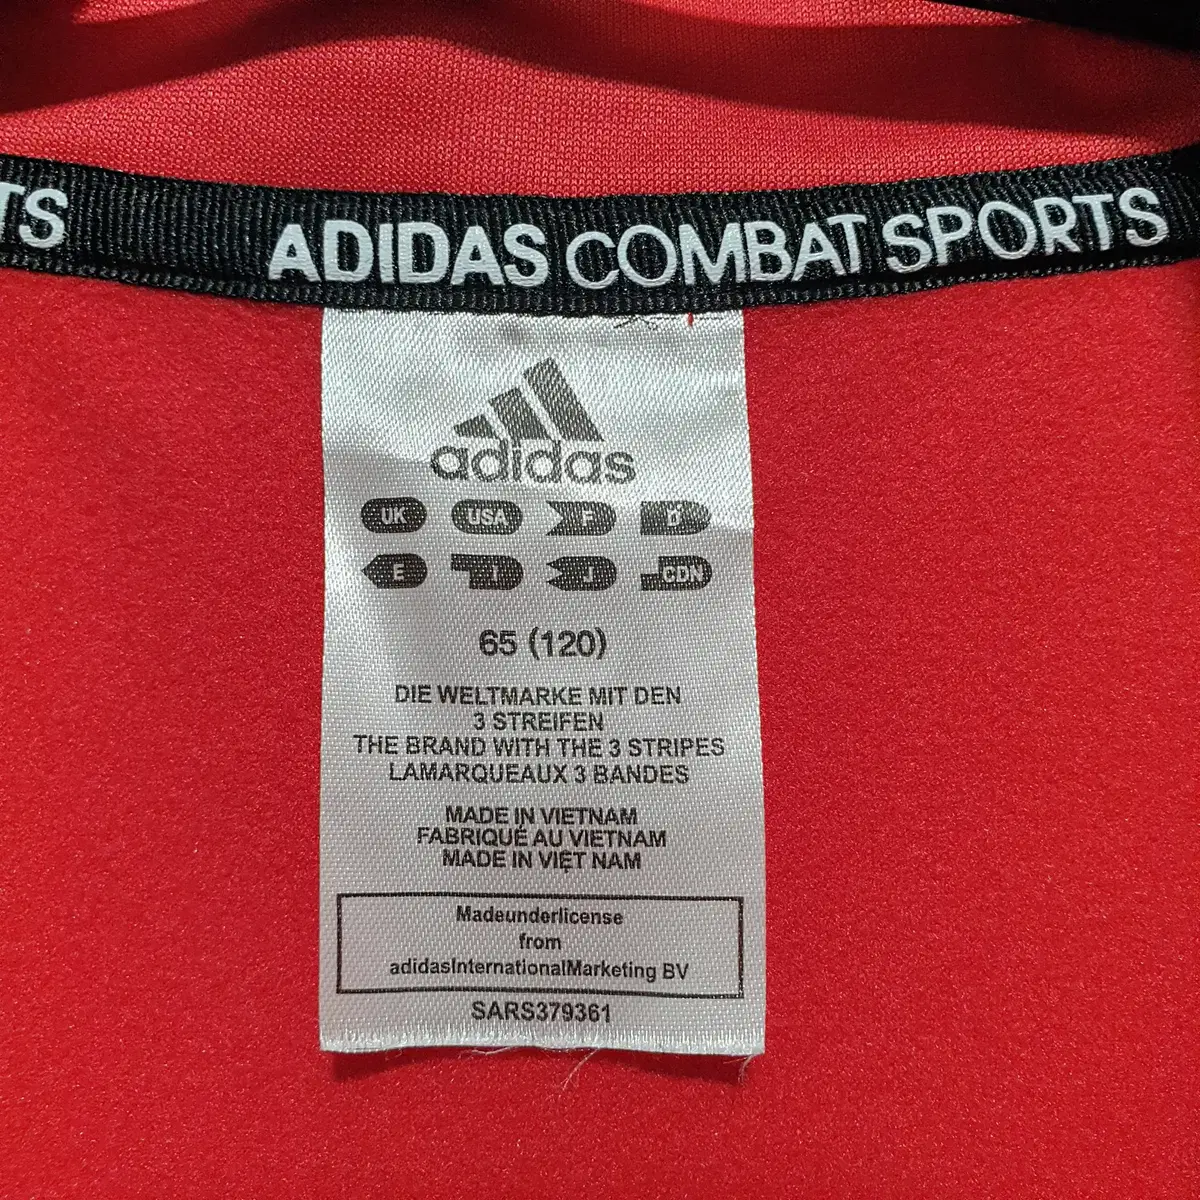 TS ADIDAS COMBAT SPORTS
adidas
UK USA F D
E I J CDN
65 (120)
DIE WELTMARKE MIT DEN
3 STREIFEN
THE BRAND WITH THE 3 STRIPES
LAMARQUEAUX 3 BANDES
MADE IN VIETNAM
FABRIQUÉ AU VIETNAM
MADE IN VIỆT NAM
Madeunderlicense
from
adidasInternationalMarketing BV
SARS379361